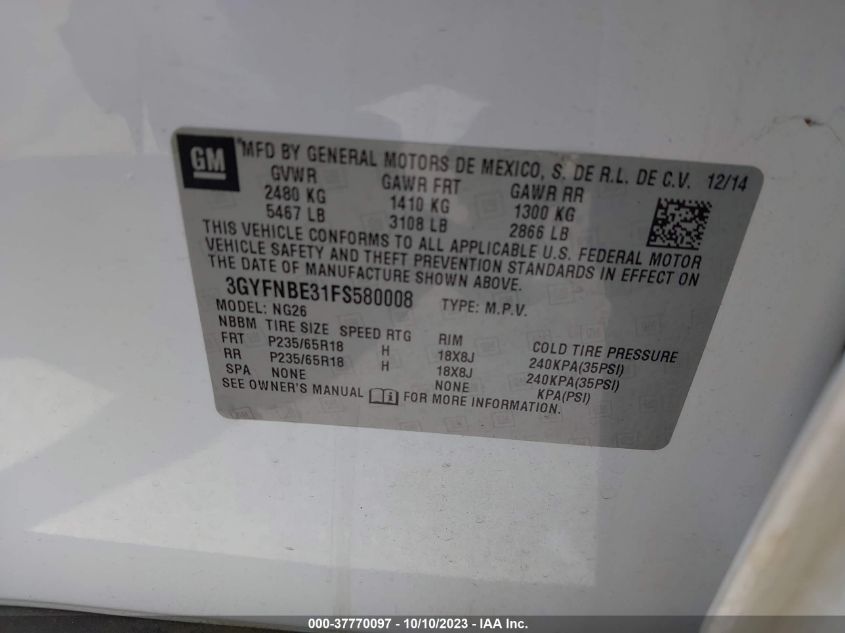 GM
*MFD BY GENERAL MOTORS DE MEXICO, S. DE R.L. DE C.V. 12/14
GVWR GAWR FRT GAWR RR
2480 KG 1410 KG 1300 KG
5467 LB 3108 LB 2866 LB
THIS VEHICLE CONFORMS TO ALL APPLICABLE U.S. FEDERAL MOTOR
VEHICLE SAFETY AND THEFT PREVENTION STANDARDS IN EFFECT ON
THE DATE OF MANUFACTURE SHOWN ABOVE.
3GYFNBE31FS580008 TYPE: M.P.V.
MODEL: NG26
NBBM TIRE SIZE SPEED RTG RIM COLD TIRE PRESSURE
FRT P235/65R18 H 18X8J 240KPA(35PSI)
RR P235/65R18 H 18X8J 240KPA(35PSI)
SPA NONE NONE KPA(PSI)
SEE OWNER'S MANUAL FOR MORE INFORMATION.
000-37770097 - 10/10/2023 - IAA Inc.